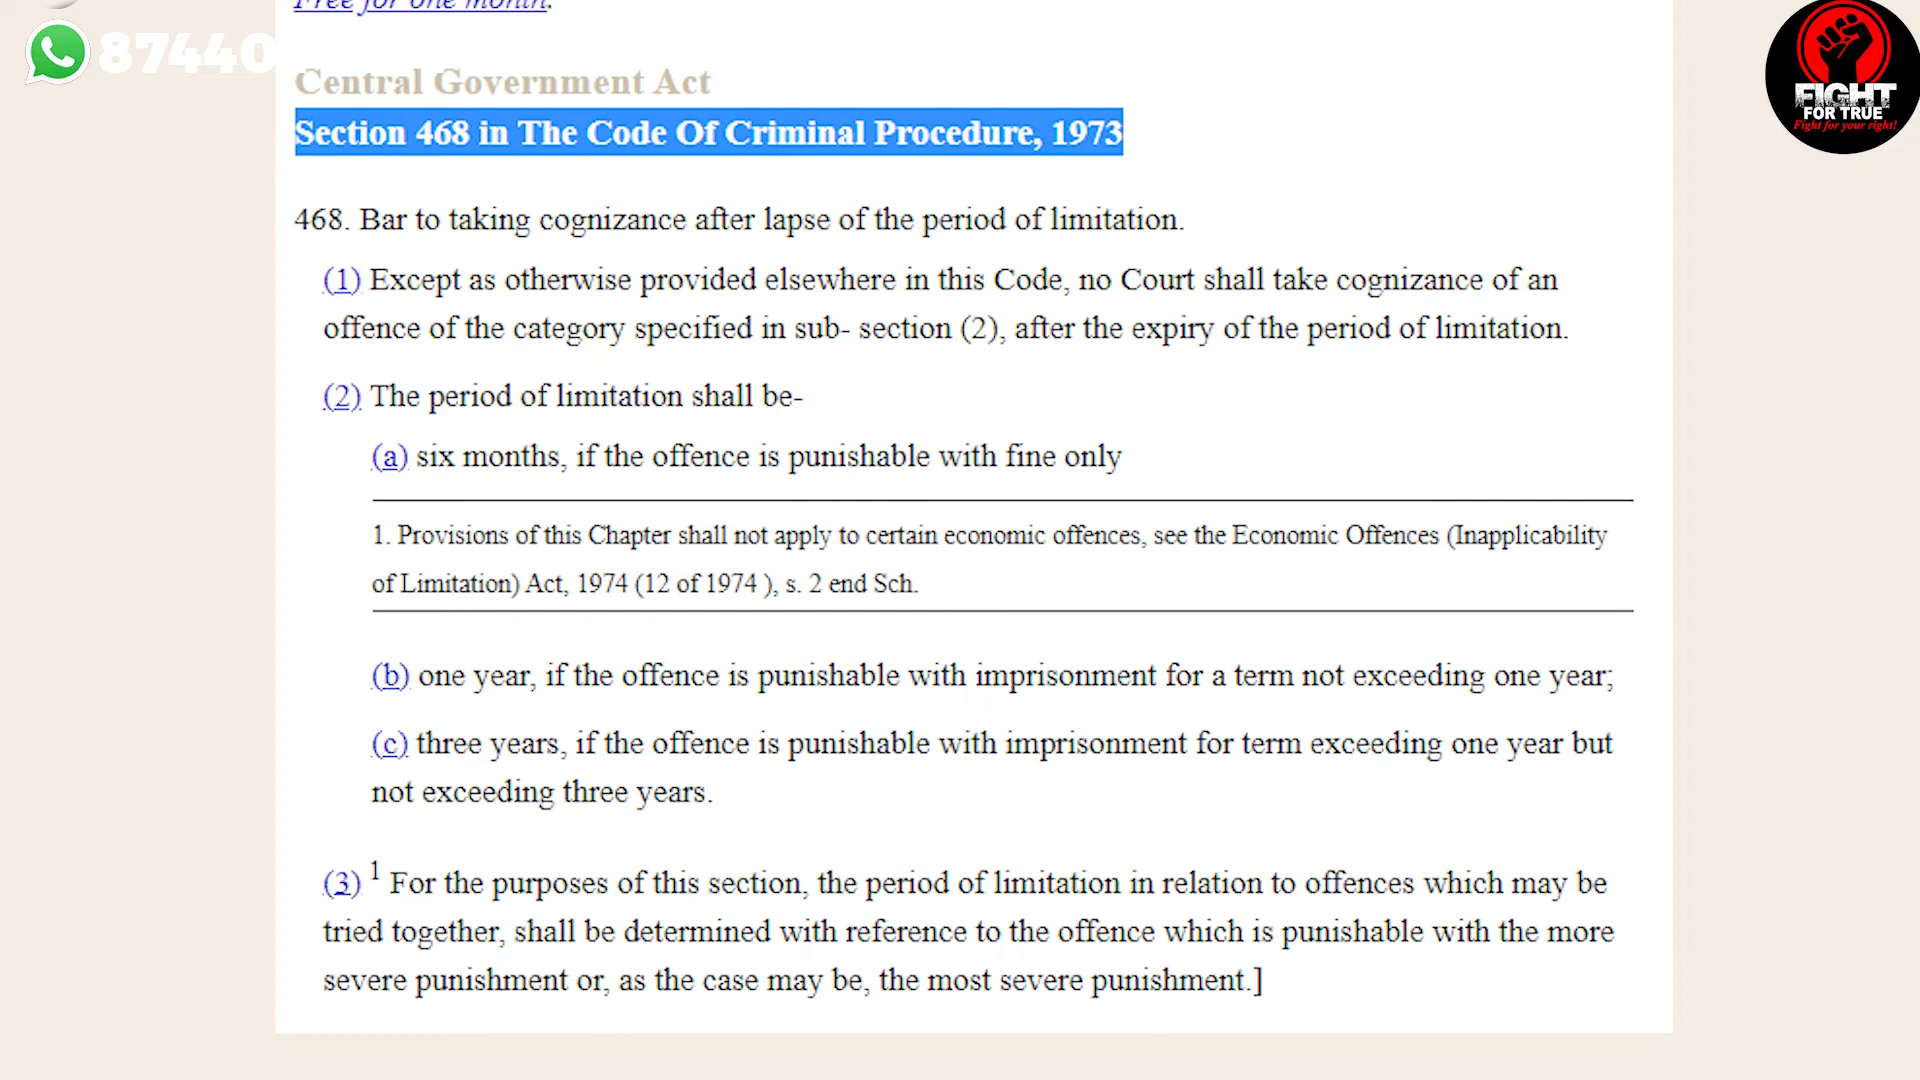 Free for one month.
87440
Central Government Act
Section 468 in The Code Of Criminal Procedure, 1973
468. Bar to taking cognizance after lapse of the period of limitation.
(1) Except as otherwise provided elsewhere in this Code, no Court shall take cognizance of an
offence of the category specified in sub- section (2), after the expiry of the period of limitation.
(2) The period of limitation shall be-
(a) six months, if the offence is punishable with fine only
1. Provisions of this Chapter shall not apply to certain economic offences, see the Economic Offences (Inapplicability
of Limitation) Act, 1974 (12 of 1974 ), s. 2 end Sch.
(b) one year, if the offence is punishable with imprisonment for a term not exceeding one year;
(c) three years, if the offence is punishable with imprisonment for term exceeding one year but
not exceeding three years.
(3) 1 For the purposes of this section, the period of limitation in relation to offences which may be
tried together, shall be determined with reference to the offence which is punishable with the more
severe punishment or, as the case may be, the most severe punishment.]
FIGHT
FOR TRUE
Fight for your right!